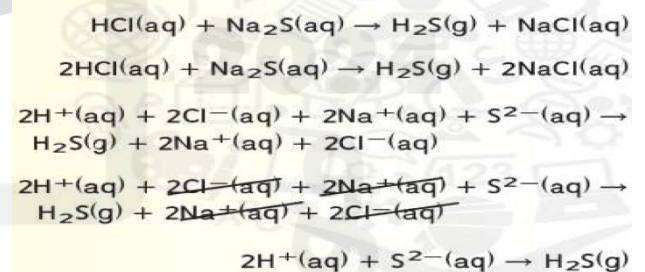 HCl(aq) + Na₂S(aq) → H₂S(g) + NaCl(aq)
2HCl(aq) + Na₂S(aq) → H₂S(g) + 2NaCl(aq)
2H⁺(aq) + 2Cl⁻(aq) + 2Na⁺(aq) + S²⁻(aq) →
H₂S(g) + 2Na⁺(aq) + 2Cl⁻(aq)
2H⁺(aq) + 2Cl⁻(aq) + 2Na⁺(aq) + S²⁻(aq) →
H₂S(g) + 2Na⁺(aq) + 2Cl⁻(aq)
2H⁺(aq) + S²⁻(aq) → H₂S(g)